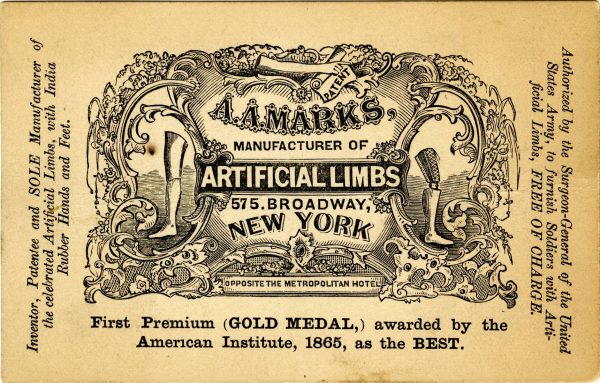 Inventor, Patentee and SOLE Manufacturer of
the celebrated Artificial Limbs, with India
Rubber Hands and Feet.
PATENT
A.A.MARKS,
MANUFACTURER OF
ARTIFICIAL LIMBS
575.BROADWAY,
NEW YORK
OPPOSITE THE METROPOLITAN HOTEL
First Premium (GOLD MEDAL,) awarded by the
American Institute, 1865, as the BEST.
Authorized by the Surgeon-General of the United
States Army, to furnish Soldiers with Arti-
ficial Limbs, FREE OF CHARGE.